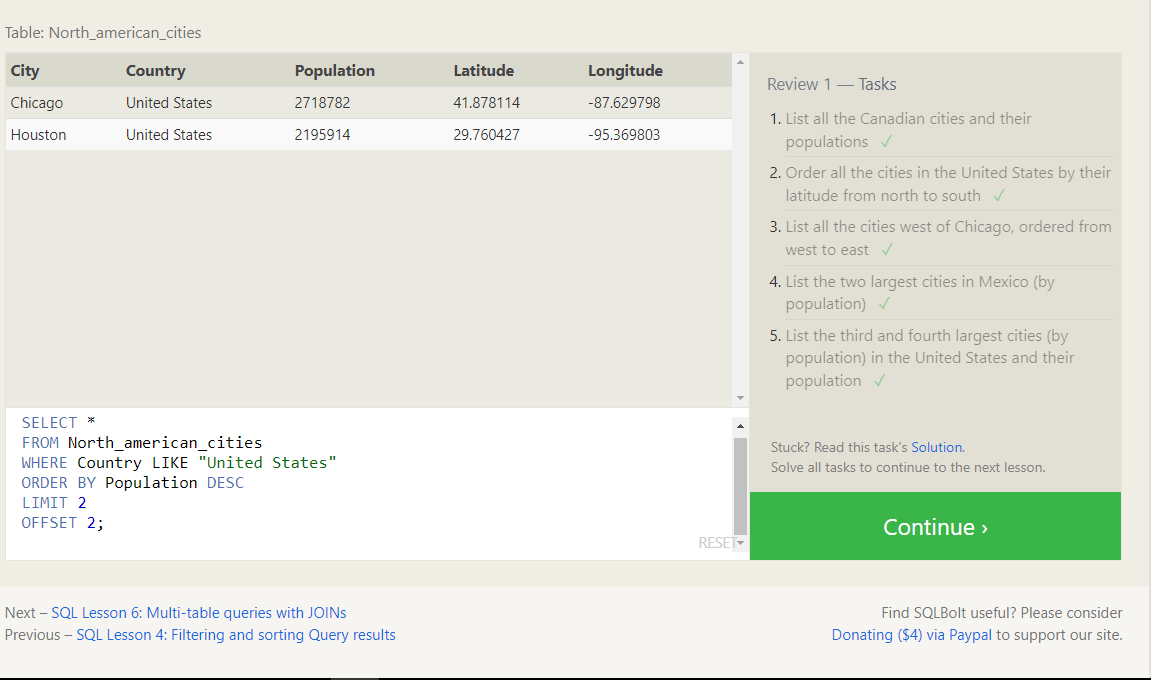 Table: North_american_cities
City Country Population Latitude Longitude
Chicago United States 2718782 41.878114 -87.629798
Houston United States 2195914 29.760427 -95.369803
SELECT *
FROM North_american_cities
WHERE Country LIKE "United States"
ORDER BY Population DESC
LIMIT 2
OFFSET 2;
RESET
Review 1 — Tasks
1. List all the Canadian cities and their
populations ✓
2. Order all the cities in the United States by their
latitude from north to south ✓
3. List all the cities west of Chicago, ordered from
west to east ✓
4. List the two largest cities in Mexico (by
population) ✓
5. List the third and fourth largest cities (by
population) in the United States and their
population ✓
Stuck? Read this task's Solution.
Solve all tasks to continue to the next lesson.
Continue ›
Next – SQL Lesson 6: Multi-table queries with JOINs
Previous – SQL Lesson 4: Filtering and sorting Query results
Find SQLBolt useful? Please consider
Donating ($4) via Paypal to support our site.